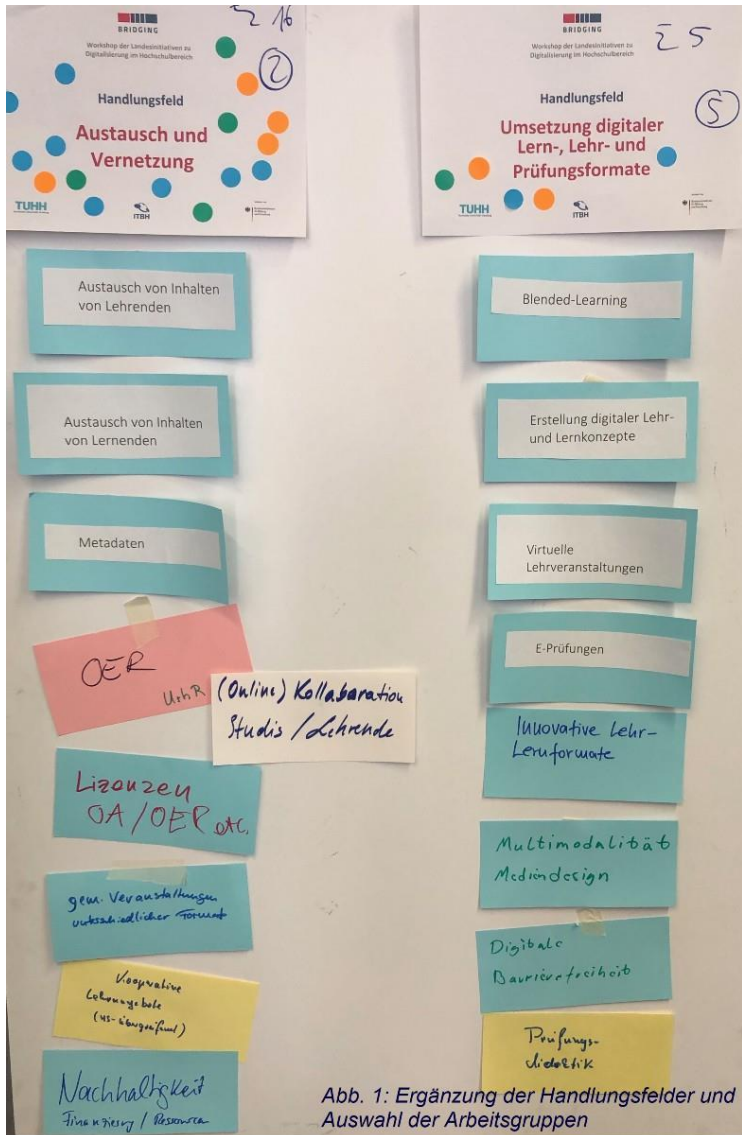 BRIDGING
Workshop der Landesinitiativen zu
Digitalisierung im Hochschulbereich
Σ 16
2
Handlungsfeld
Austausch und
Vernetzung
TUHH
ITBH
Austausch von Inhalten
von Lehrenden
Austausch von Inhalten
von Lernenden
Metadaten
OER
UrhR
(Online) Kollaboration
Studis / Lehrende
Lizenzen
OA/OER etc.
gem. Veranstaltungen
unterschiedlicher Format
Kooperative
Lehrangebote
(HS-übergreifend)
Nachhaltigkeit
Finanzierung / Ressourcen
BRIDGING
Workshop der Landesinitiativen zu
Digitalisierung im Hochschulbereich
Σ 5
5
Handlungsfeld
Umsetzung digitaler
Lern-, Lehr- und
Prüfungsformate
TUHH
ITBH
Blended-Learning
Erstellung digitaler Lehr-
und Lernkonzepte
Virtuelle
Lehrveranstaltungen
E-Prüfungen
Innovative Lehr-
Lernformate
Multimodalität
Mediendesign
Digitale
Barrierefreiheit
Prüfungs-
didaktik
Abb. 1: Ergänzung der Handlungsfelder und
Auswahl der Arbeitsgruppen